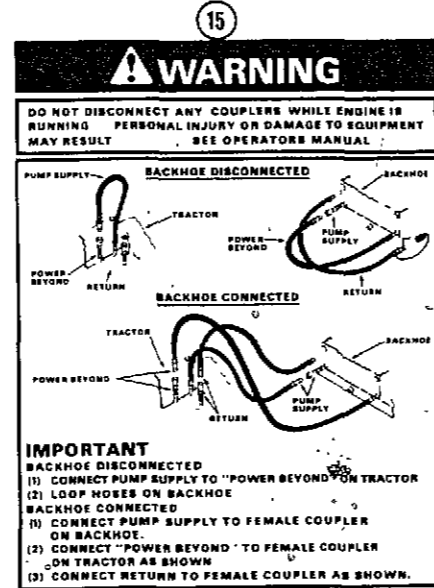 15
WARNING
DO NOT DISCONNECT ANY COUPLERS WHILE ENGINE IS
RUNNING PERSONAL INJURY OR DAMAGE TO EQUIPMENT
MAY RESULT SEE OPERATORS MANUAL
BACKHOE DISCONNECTED
PUMP SUPPLY
TRACTOR
POWER
BEYOND
RETURN
BACKHOE
POWER
BEYOND
PUMP
SUPPLY
RETURN
BACKHOE CONNECTED
TRACTOR
BACKHOE
POWER BEYOND
RETURN
PUMP
SUPPLY
IMPORTANT
BACKHOE DISCONNECTED
(1) CONNECT PUMP SUPPLY TO "POWER BEYOND" ON TRACTOR
(2) LOOP HOSES ON BACKHOE
BACKHOE CONNECTED
(1) CONNECT PUMP SUPPLY TO FEMALE COUPLER
ON BACKHOE.
(2) CONNECT "POWER BEYOND" TO FEMALE COUPLER
ON TRACTOR AS SHOWN
(3) CONNECT RETURN TO FEMALE COUPLER AS SHOWN.